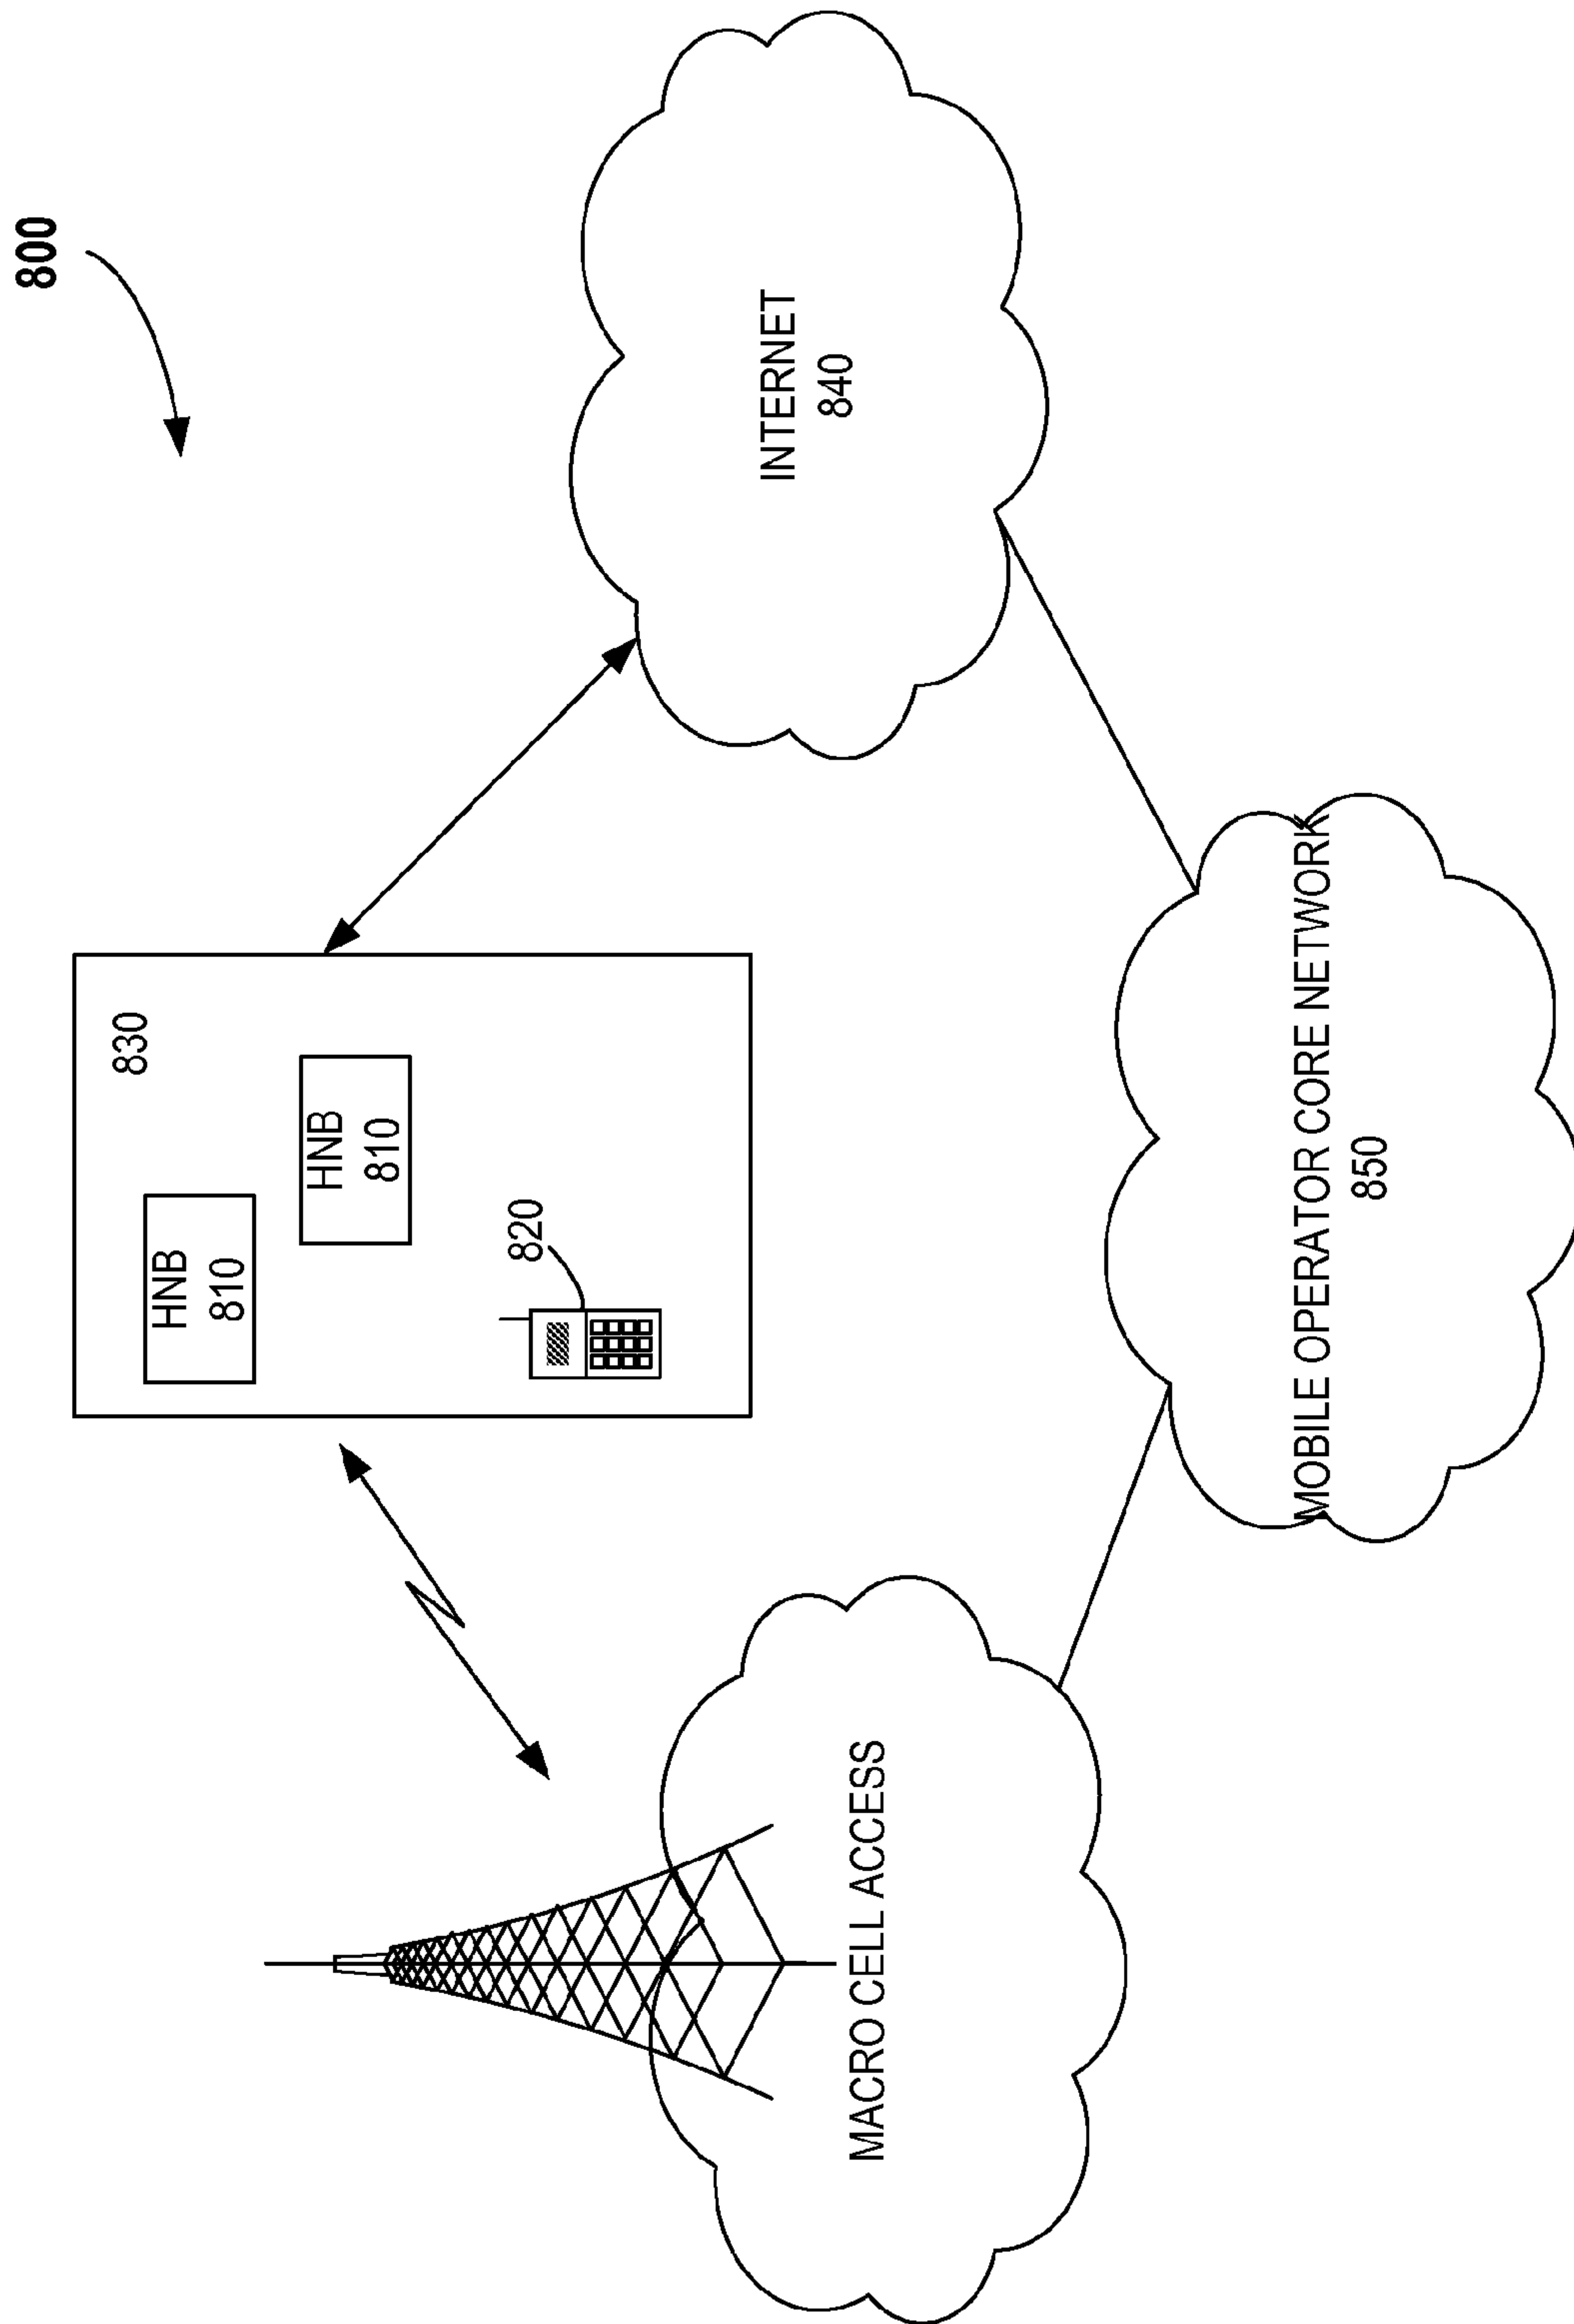 800
830
HNB
810
HNB
810
820
INTERNET
840
MACRO CELL ACCESS
MOBILE OPERATOR CORE NETWORK
850